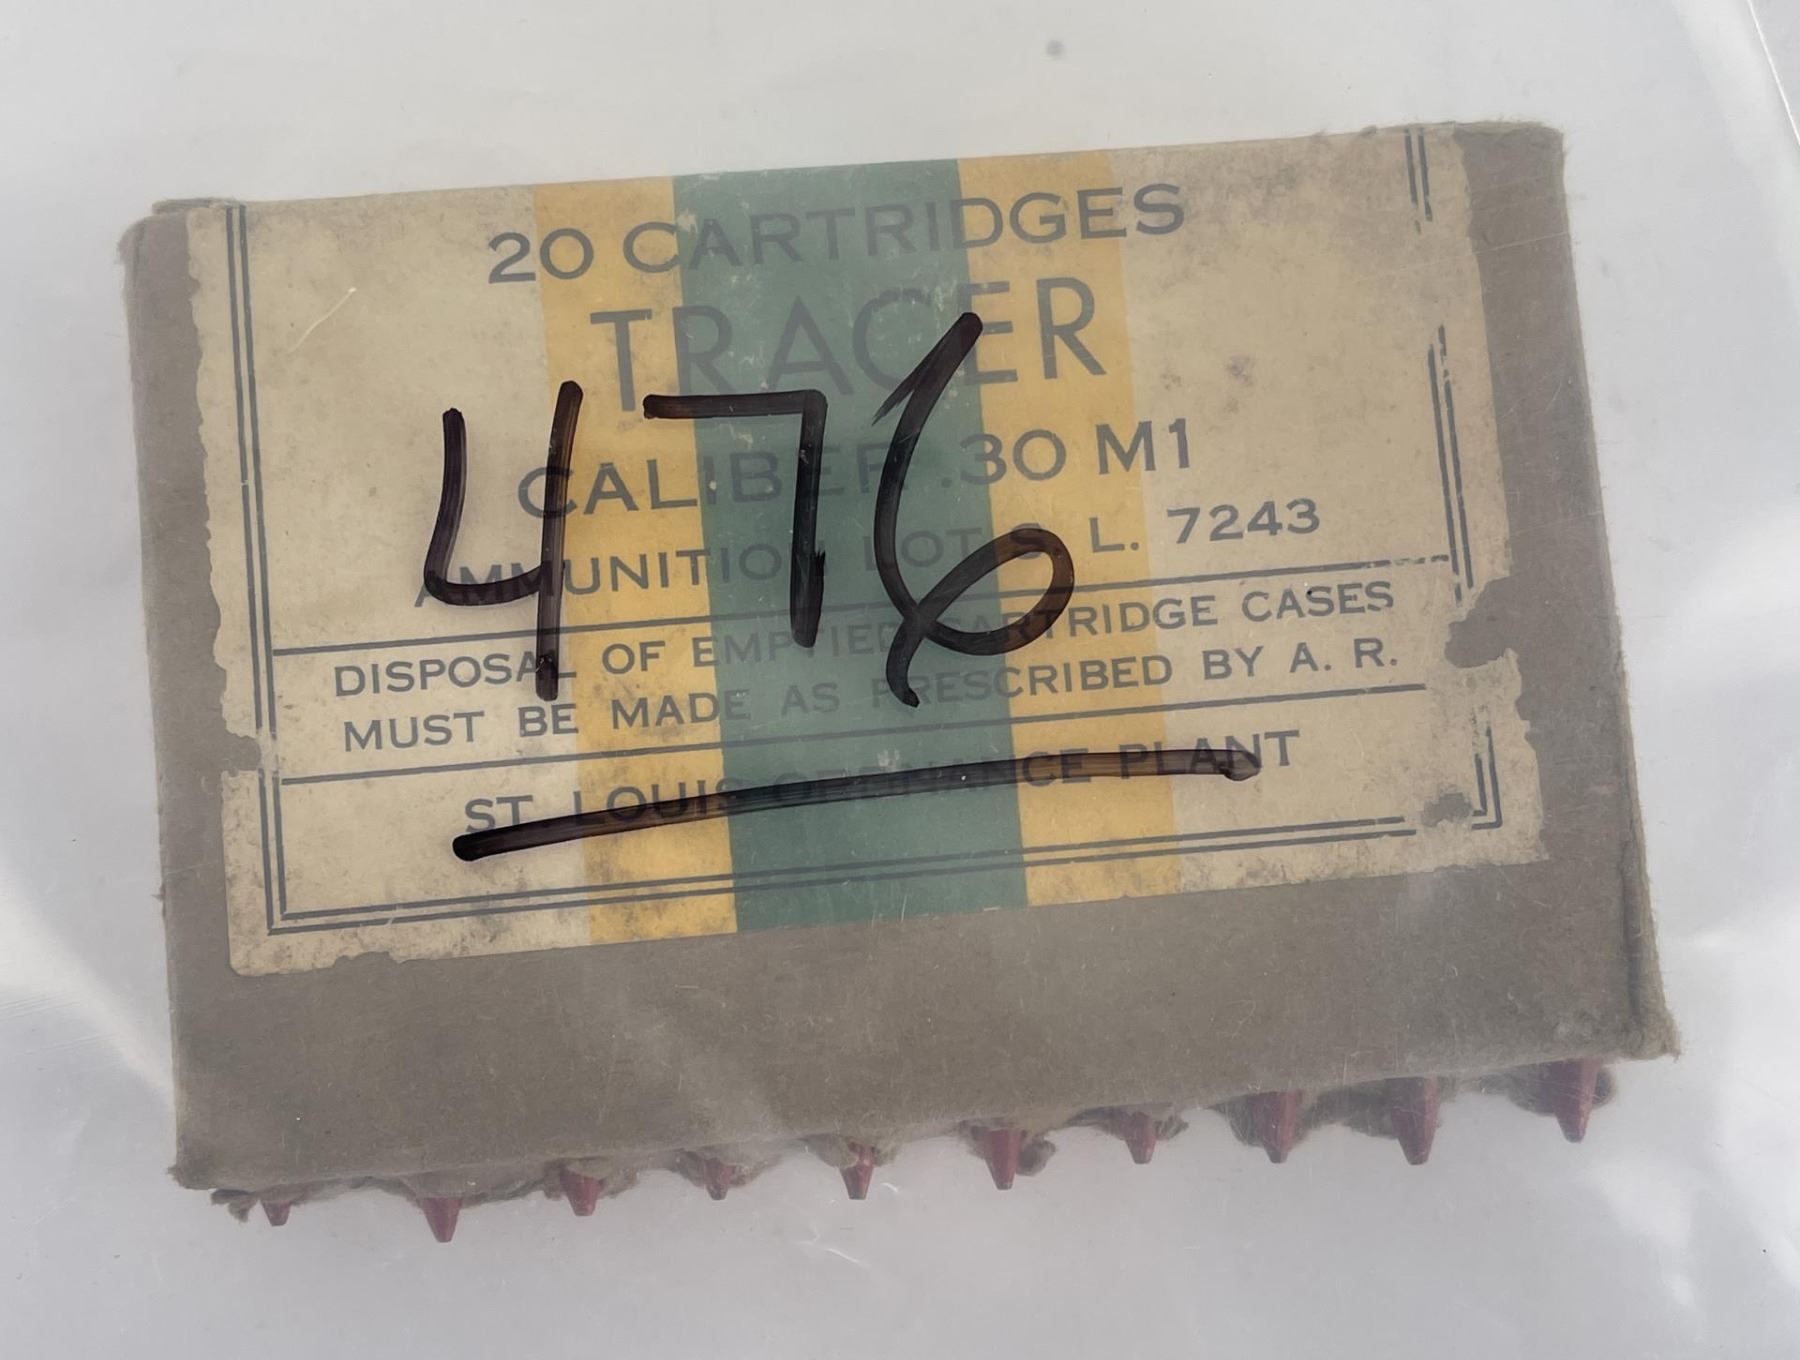 20 CARTRIDGES
TRACER
CALIBER .30 M1
AMMUNITION LOT S. L. 7243
DISPOSAL OF EMPTIED CARTRIDGE CASES
MUST BE MADE AS PRESCRIBED BY A. R.
ST. LOUIS ORDNANCE PLANT
476